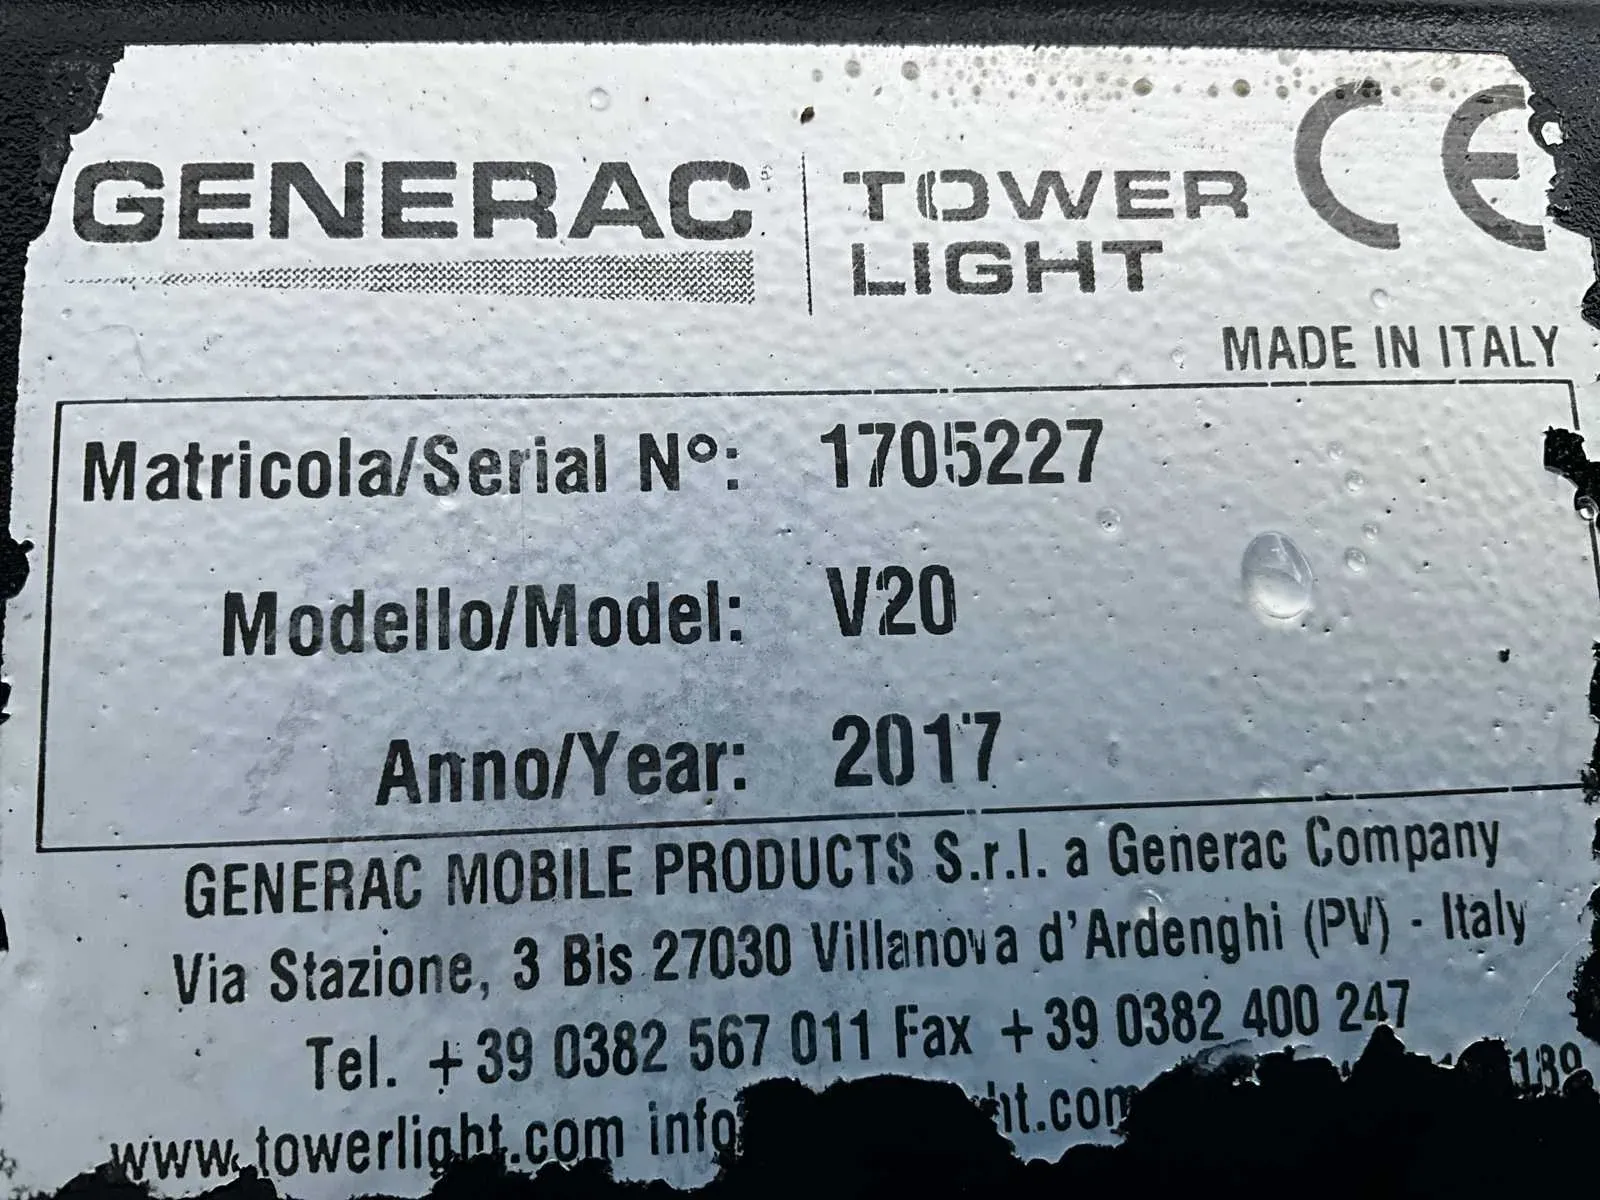 GENERAC
TOWER
LIGHT
CE
MADE IN ITALY
Matricola/Serial N°: 1705227
Modello/Model: V20
Anno/Year: 2017
GENERAC MOBILE PRODUCTS S.r.l. a Generac Company
Via Stazione, 3 Bis 27030 Villanova d'Ardenghi (PV) - Italy
Tel. +39 0382 567 011 Fax +39 0382 400 247
www.towerlight.com